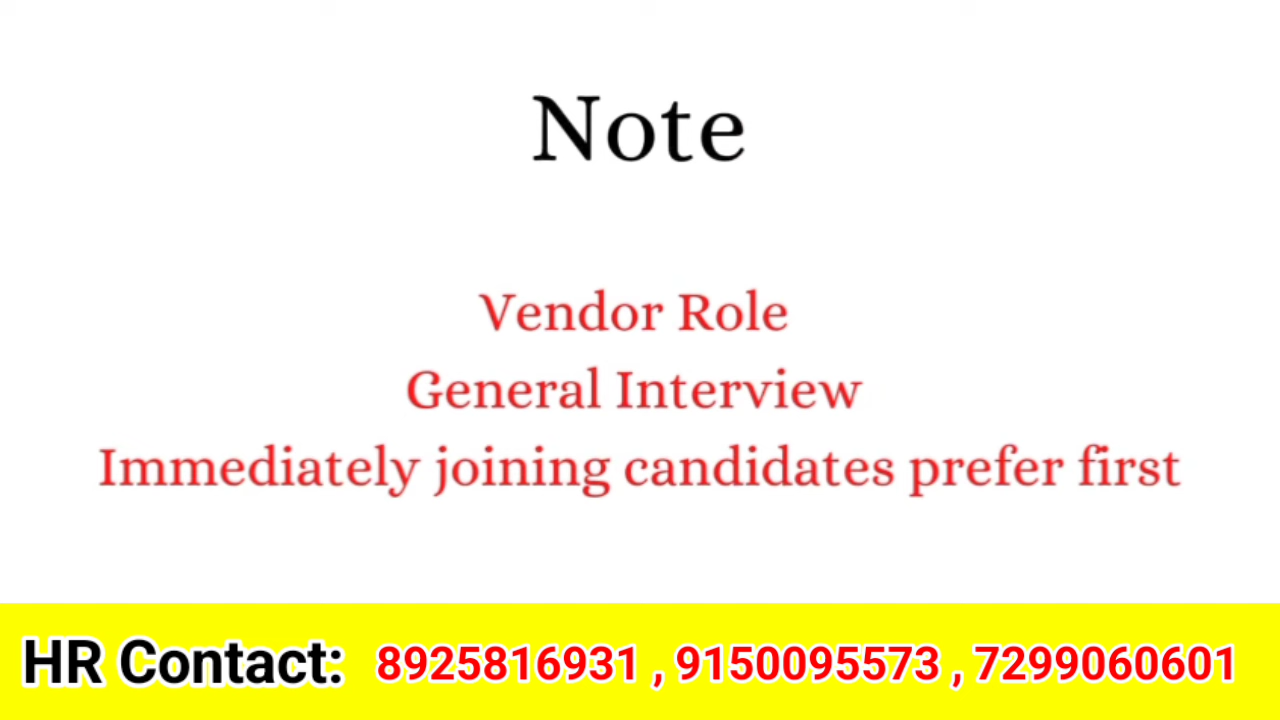 Note
Vendor Role
General Interview
Immediately joining candidates prefer first
HR Contact: 8925816931 , 9150095573 , 7299060601